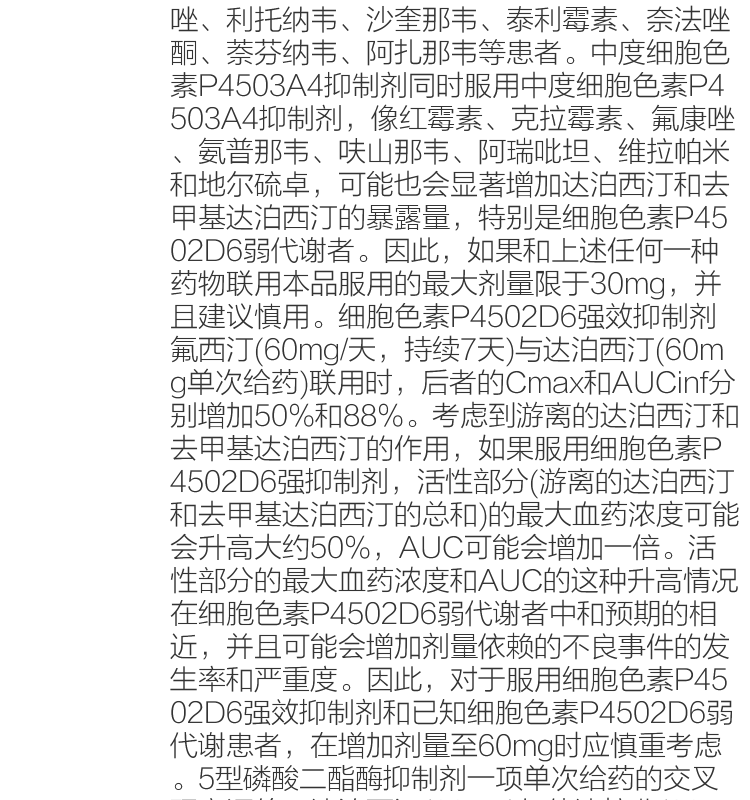 唑、利托纳韦、沙奎那韦、泰利霉素、奈法唑
酮、萘芬纳韦、阿扎那韦等患者。中度细胞色
素P4503A4抑制剂同时服用中度细胞色素P4
503A4抑制剂，像红霉素、克拉霉素、氟康唑
、氨普那韦、呋山那韦、阿瑞吡坦、维拉帕米
和地尔硫卓，可能也会显著增加达泊西汀和去
甲基达泊西汀的暴露量，特别是细胞色素P45
02D6弱代谢者。因此，如果和上述任何一种
药物联用本品服用的最大剂量限于30mg，并
且建议慎用。细胞色素P4502D6强效抑制剂
氟西汀(60mg/天，持续7天)与达泊西汀(60m
g单次给药)联用时，后者的Cmax和AUCinf分
别增加50%和88%。考虑到游离的达泊西汀和
去甲基达泊西汀的作用，如果服用细胞色素P
4502D6强抑制剂，活性部分(游离的达泊西汀
和去甲基达泊西汀的总和)的最大血药浓度可能
会升高大约50%，AUC可能会增加一倍。活
性部分的最大血药浓度和AUC的这种升高情况
在细胞色素P4502D6弱代谢者中和预期的相
近，并且可能会增加剂量依赖的不良事件的发
生率和严重度。因此，对于服用细胞色素P45
02D6强效抑制剂和已知细胞色素P4502D6弱
代谢患者，在增加剂量至60mg时应慎重考虑
。5型磷酸二酯酶抑制剂一项单次给药的交叉